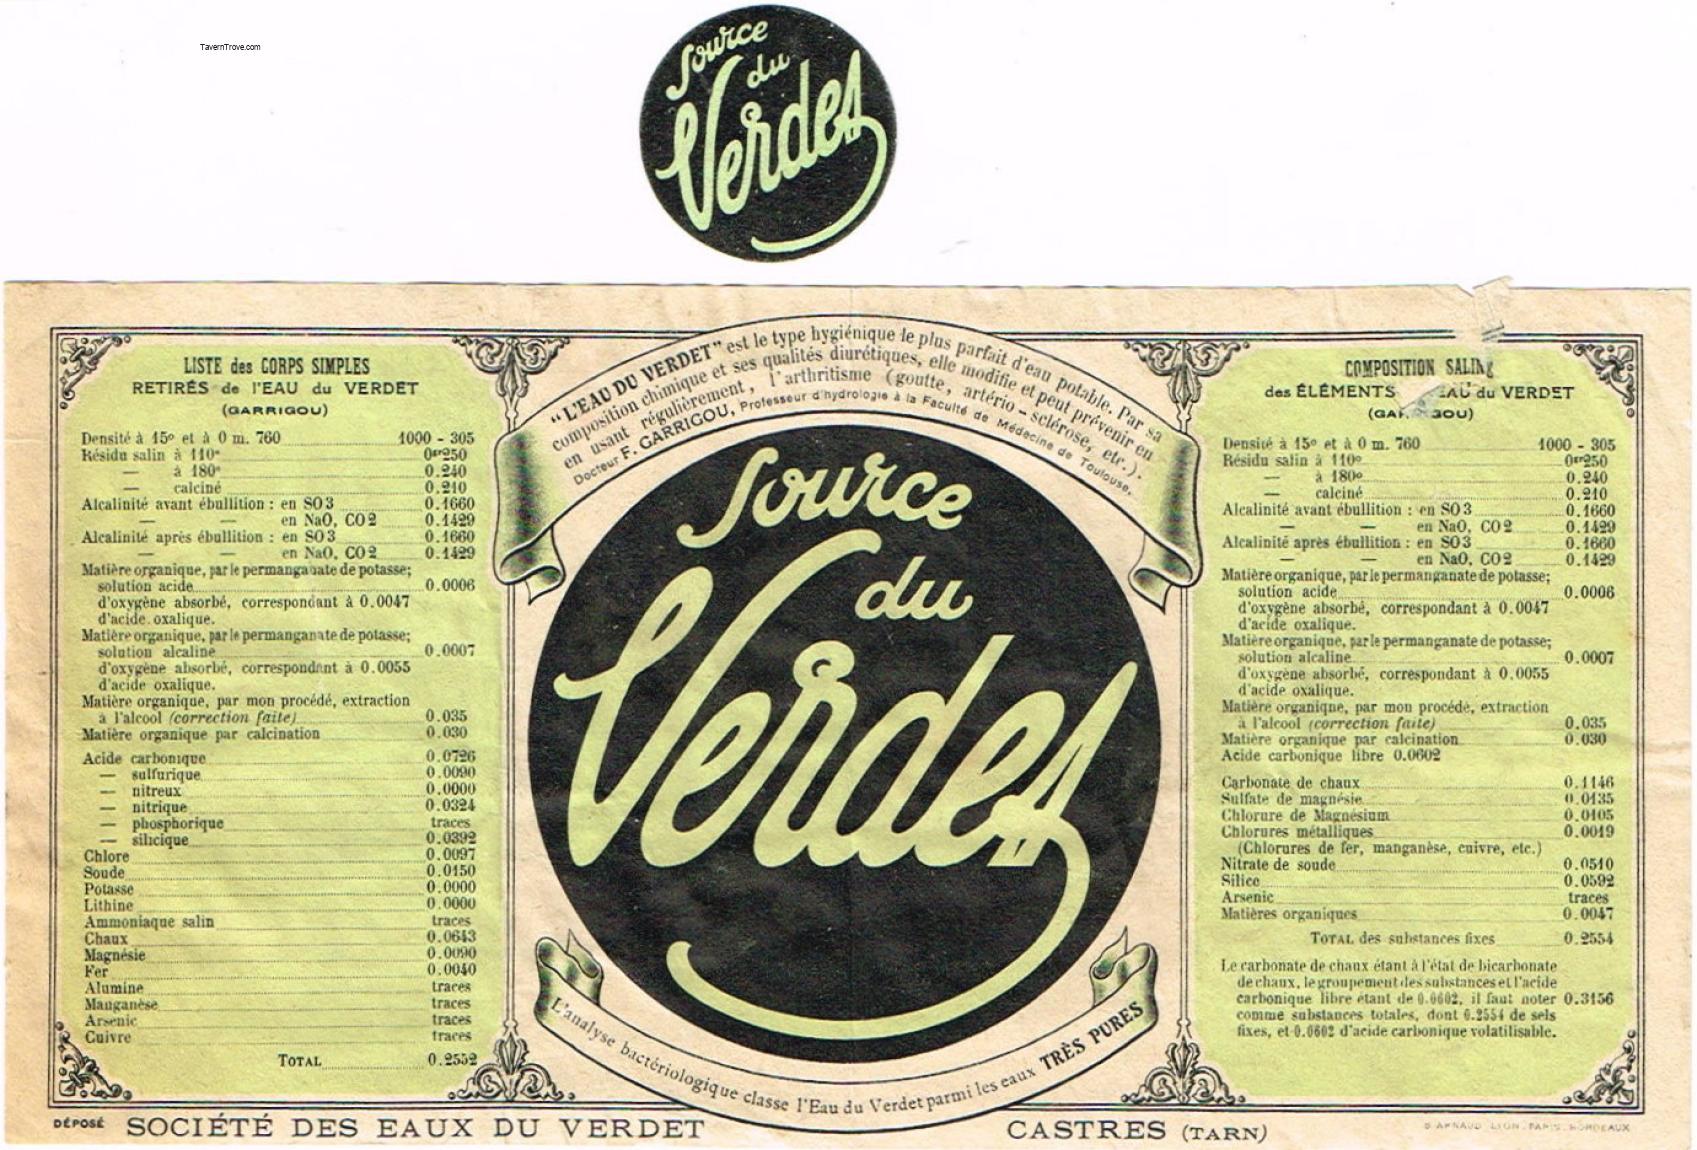 TavernTrove.com
Source
du
Verdet
LISTE des CORPS SIMPLES
RETIRÉS de l'EAU du VERDET
(GARRIGOU)
Densité à 15º et à 0 m. 760 1000 - 305
Résidu salin à 110º 0gr250
— à 180º 0.240
— calciné 0.210
Alcalinité avant ébullition : en SO3 0.1660
— — en NaO, CO2 0.1429
Alcalinité après ébullition : en SO3 0.1660
— — en NaO, CO2 0.1429
Matière organique, par le permanganate de potasse;
solution acide 0.0006
d'oxygène absorbé, correspondant à 0.0047
d'acide oxalique.
Matière organique, par le permanganate de potasse;
solution alcaline 0.0007
d'oxygène absorbé, correspondant à 0.0055
d'acide oxalique.
Matière organique, par mon procédé, extraction
à l'alcool (correction faite) 0.035
Matière organique par calcination 0.030
Acide carbonique 0.0726
— sulfurique 0.0090
— nitreux 0.0000
— nitrique 0.0324
— phosphorique traces
— silicique 0.0392
Chlore 0.0097
Soude 0.0150
Potasse 0.0000
Lithine 0.0000
Ammoniaque salin traces
Chaux 0.0643
Magnésie 0.0090
Fer 0.0040
Alumine traces
Manganèse traces
Arsenic traces
Cuivre traces
TOTAL 0.2552
"L'EAU DU VERDET" est le type hygiénique le plus parfait d'eau potable. Par sa
composition chimique et ses qualités diurétiques, elle modifie et peut prévenir en
en usant régulièrement, l'arthritisme (goutte, artério-sclérose, etc.).
Docteur F. GARRIGOU, Professeur d'hydrologie à la Faculté de Médecine de Toulouse.
Source
du
Verdet
L'analyse bactériologique classe l'Eau du Verdet parmi les eaux TRÈS PURES
COMPOSITION SALINE
des ÉLÉMENTS EAU du VERDET
(GARRIGOU)
Densité à 15º et à 0 m. 760 1000 - 305
Résidu salin à 110º 0gr250
— à 180º 0.240
— calciné 0.210
Alcalinité avant ébullition : en SO3 0.1660
— — en NaO, CO2 0.1429
Alcalinité après ébullition : en SO3 0.1660
— — en NaO, CO2 0.1429
Matière organique, par le permanganate de potasse;
solution acide 0.0006
d'oxygène absorbé, correspondant à 0.0047
d'acide oxalique.
Matière organique, par le permanganate de potasse;
solution alcaline 0.0007
d'oxygène absorbé, correspondant à 0.0055
d'acide oxalique.
Matière organique, par mon procédé, extraction
à l'alcool (correction faite) 0.035
Matière organique par calcination 0.030
Acide carbonique libre 0.0602
Carbonate de chaux 0.1146
Sulfate de magnésie 0.0135
Chlorure de Magnésium 0.0105
Chlorures métalliques 0.0019
(Chlorures de fer, manganèse, cuivre, etc.)
Nitrate de soude 0.0510
Silice 0.0592
Arsenic traces
Matières organiques 0.0047
TOTAL des substances fixes 0.2554
Le carbonate de chaux étant à l'état de bicarbonate
de chaux, le groupement des substances et l'acide
carbonique libre étant de 0.0602, il faut noter 0.3156
comme substances totales, dont 0.2554 de sels
fixes, et 0.0602 d'acide carbonique volatilisable.
DÉPOSÉ SOCIÉTÉ DES EAUX DU VERDET CASTRES (TARN) ARNAUD LYON-PARIS-BORDEAUX